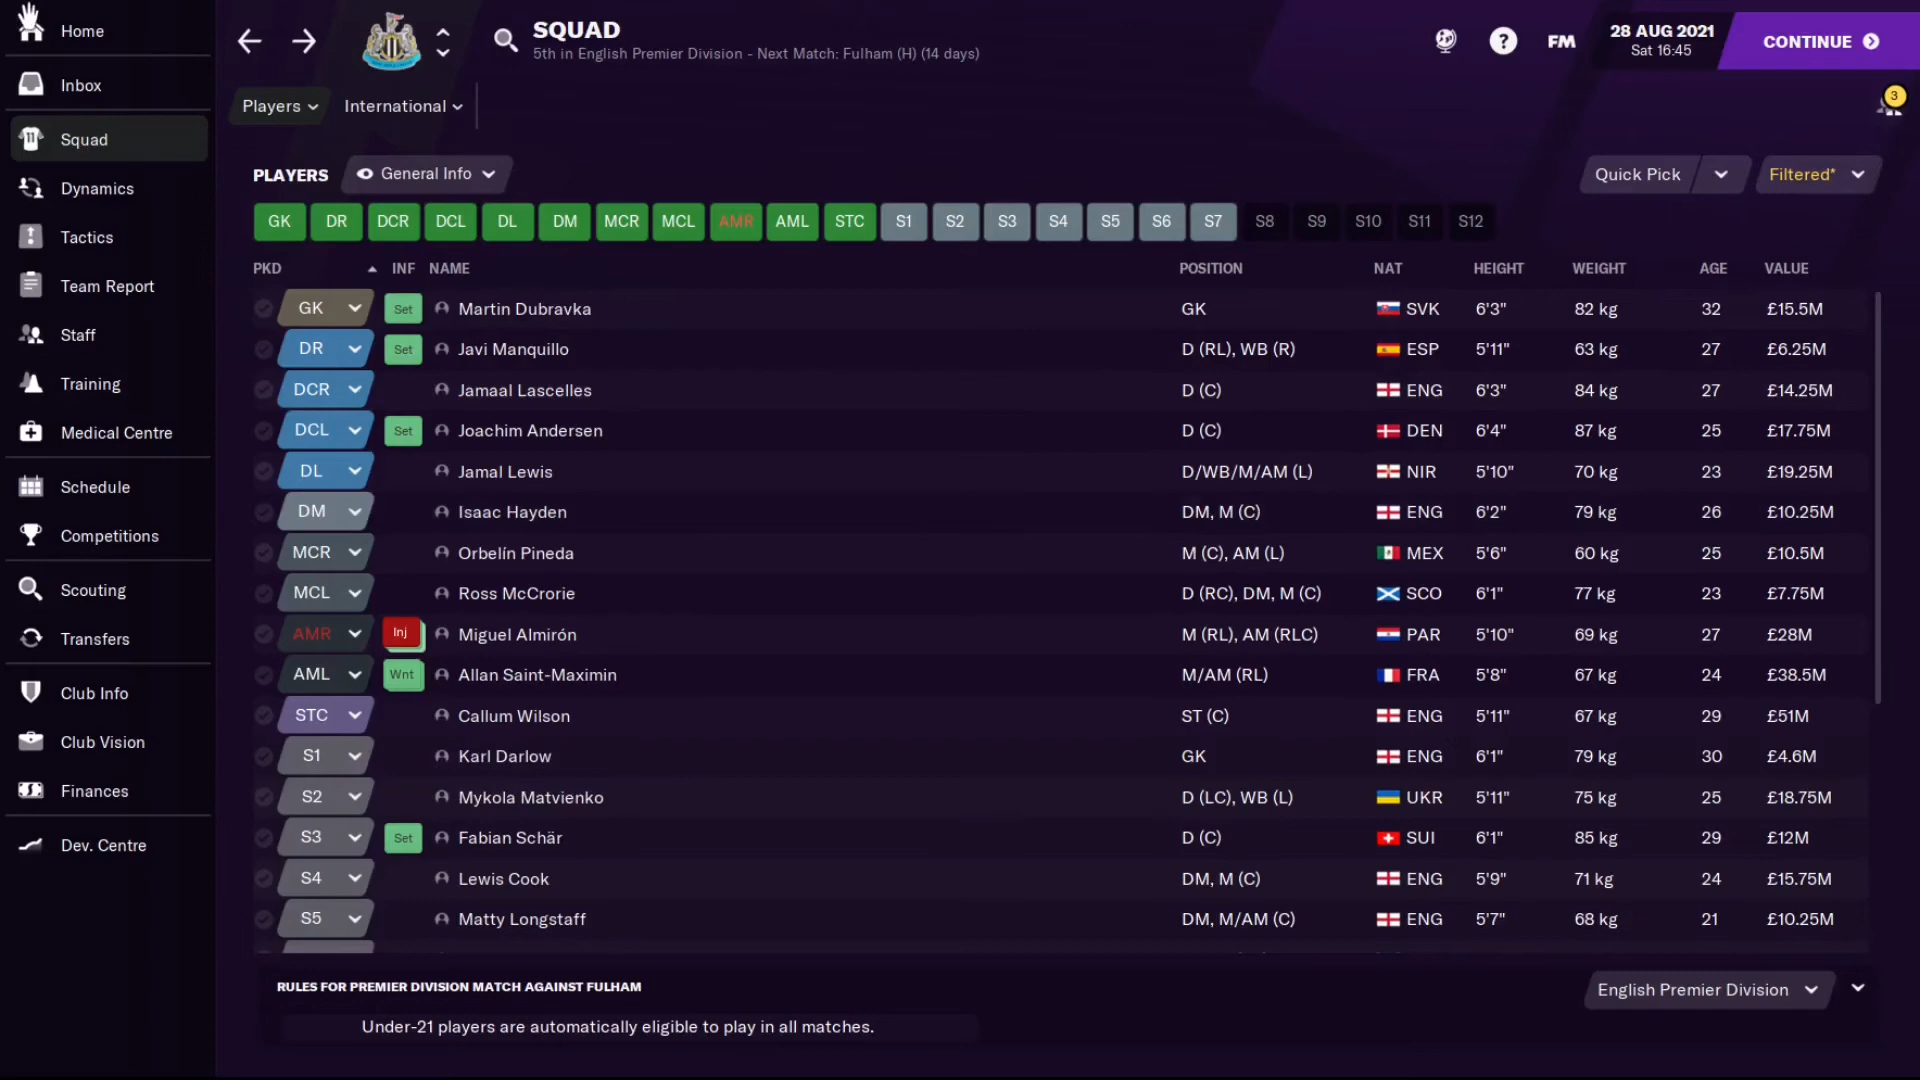 Home
Inbox
Squad
Dynamics
Tactics
Team Report
Staff
Training
Medical Centre
Schedule
Competitions
Scouting
Transfers
Club Info
Club Vision
Finances
Dev. Centre
SQUAD
5th in English Premier Division - Next Match: Fulham (H) (14 days)
? FM 28 AUG 2021 CONTINUE
Sat 16:45
3
Players International
PLAYERS General Info Quick Pick Filtered*
GK DR DCR DCL DL DM MCR MCL AMR AML STC S1 S2 S3 S4 S5 S6 S7 S8 S9 S10 S11 S12
PKD INF NAME POSITION NAT HEIGHT WEIGHT AGE VALUE
GK Set Martin Dubravka GK SVK 6'3" 82 kg 32 £15.5M
DR Set Javi Manquillo D (RL), WB (R) ESP 5'11" 63 kg 27 £6.25M
DCR Jamaal Lascelles D (C) ENG 6'3" 84 kg 27 £14.25M
DCL Set Joachim Andersen D (C) DEN 6'4" 87 kg 25 £17.75M
DL Jamal Lewis D/WB/M/AM (L) NIR 5'10" 70 kg 23 £19.25M
DM Isaac Hayden DM, M (C) ENG 6'2" 79 kg 26 £10.25M
MCR Orbelín Pineda M (C), AM (L) MEX 5'6" 60 kg 25 £10.5M
MCL Ross McCrorie D (RC), DM, M (C) SCO 6'1" 77 kg 23 £7.75M
AMR Inj Miguel Almirón M (RL), AM (RLC) PAR 5'10" 69 kg 27 £28M
AML Wnt Allan Saint-Maximin M/AM (RL) FRA 5'8" 67 kg 24 £38.5M
STC Callum Wilson ST (C) ENG 5'11" 67 kg 29 £51M
S1 Karl Darlow GK ENG 6'1" 79 kg 30 £4.6M
S2 Mykola Matvienko D (LC), WB (L) UKR 5'11" 75 kg 25 £18.75M
S3 Set Fabian Schär D (C) SUI 6'1" 85 kg 29 £12M
S4 Lewis Cook DM, M (C) ENG 5'9" 71 kg 24 £15.75M
S5 Matty Longstaff DM, M/AM (C) ENG 5'7" 68 kg 21 £10.25M
RULES FOR PREMIER DIVISION MATCH AGAINST FULHAM English Premier Division
Under-21 players are automatically eligible to play in all matches.